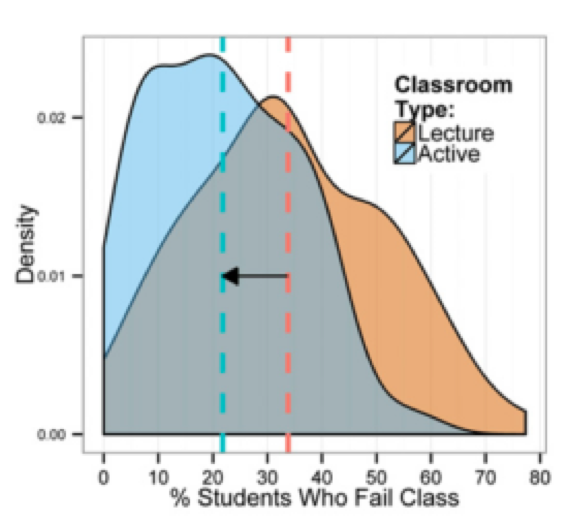 Classroom
Type:
Lecture
Active
Density
0.02
0.01
0.00
0 10 20 30 40 50 60 70 80
% Students Who Fail Class